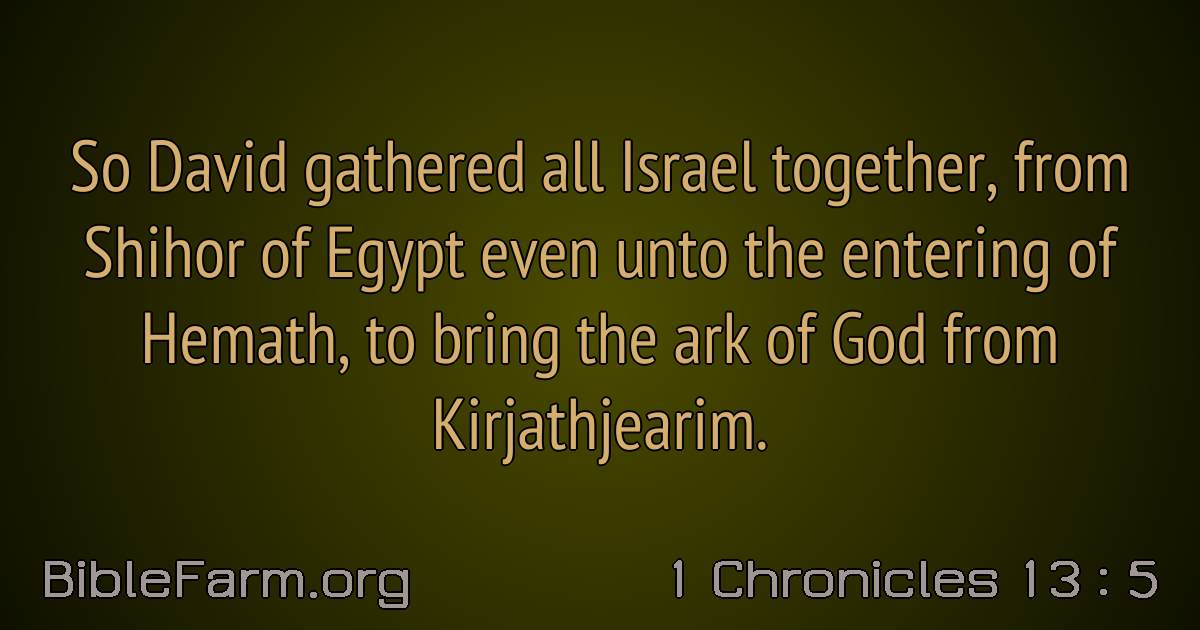 So David gathered all Israel together, from
Shihor of Egypt even unto the entering of
Hemath, to bring the ark of God from
Kirjathjearim.
BibleFarm.org
1 Chronicles 13 : 5